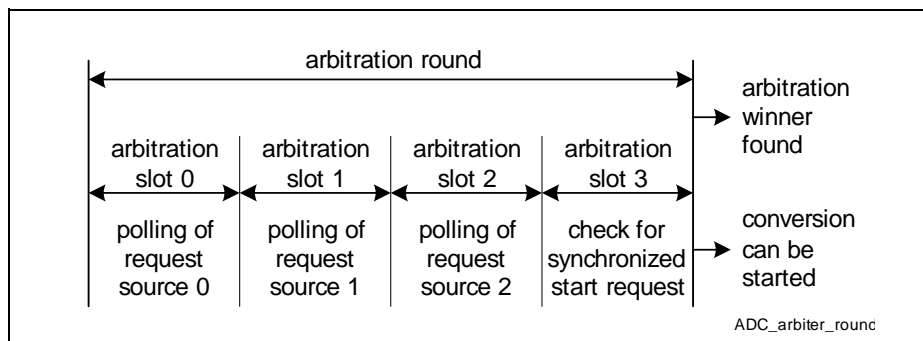 arbitration round
arbitration
winner
found
arbitration
slot 0
arbitration
slot 1
arbitration
slot 2
arbitration
slot 3
polling of
request
source 0
polling of
request
source 1
polling of
request
source 2
check for
synchronized
start request
conversion
can be
started
ADC_arbiter_round